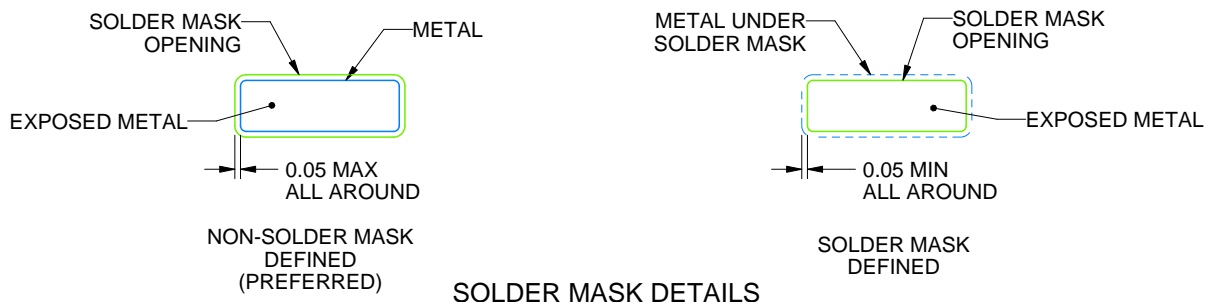 SOLDER MASK
OPENING
METAL
EXPOSED METAL
0.05 MAX
ALL AROUND
NON-SOLDER MASK
DEFINED
(PREFERRED)
METAL UNDER
SOLDER MASK
SOLDER MASK
OPENING
EXPOSED METAL
0.05 MIN
ALL AROUND
SOLDER MASK
DEFINED
SOLDER MASK DETAILS